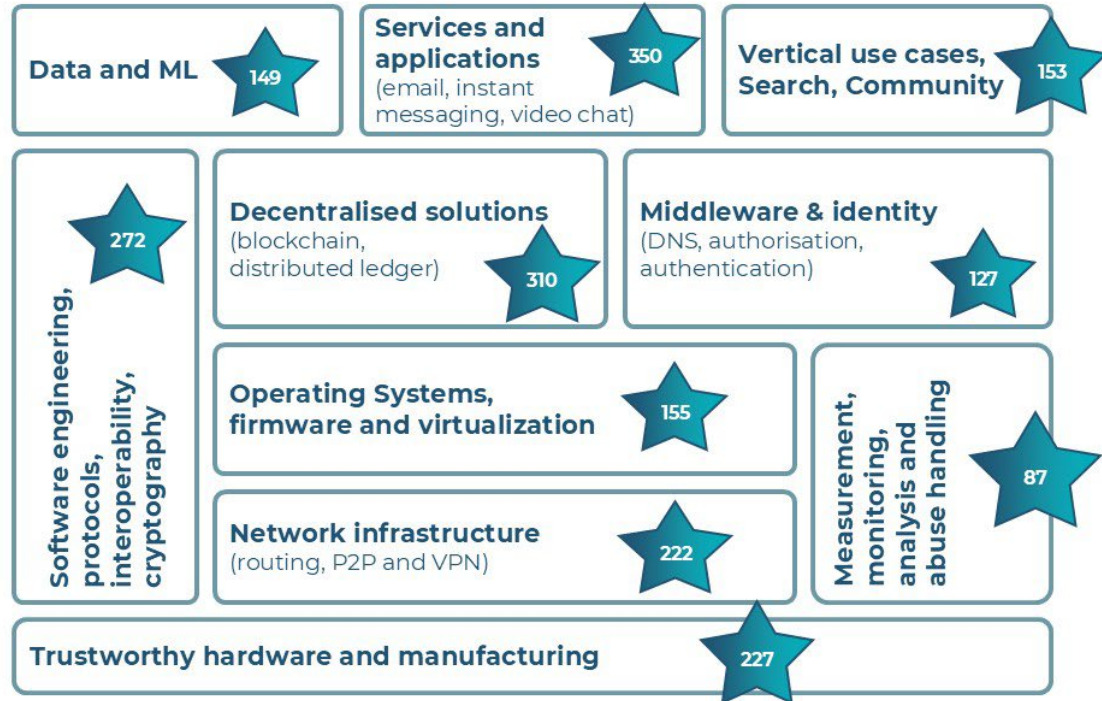 Data and ML
149
Services and
applications
(email, instant
messaging, video chat)
350
Vertical use cases,
Search, Community
153
272
Software engineering,
protocols,
interoperability,
cryptography
Decentralised solutions
(blockchain,
distributed ledger)
310
Middleware & identity
(DNS, authorisation,
authentication)
127
Operating Systems,
firmware and virtualization
155
Measurement,
monitoring,
analysis and
abuse handling
87
Network infrastructure
(routing, P2P and VPN)
222
Trustworthy hardware and manufacturing
227